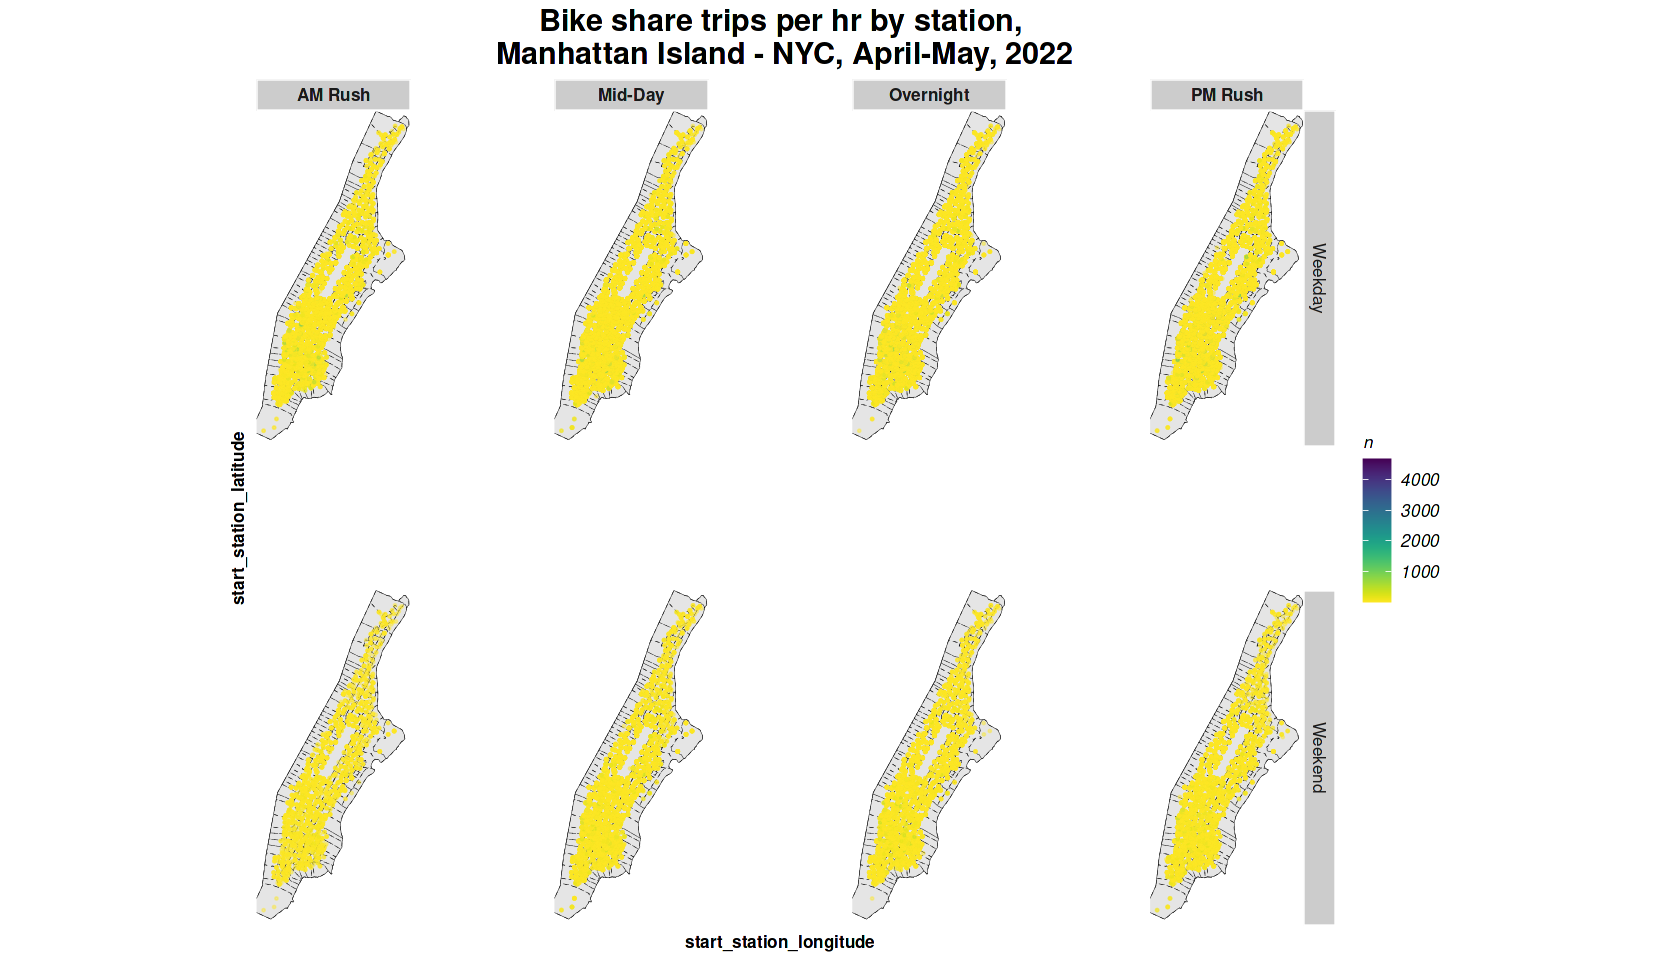 Bike share trips per hr by station,
Manhattan Island - NYC, April-May, 2022
AM Rush
Mid-Day
Overnight
PM Rush
Weekday
Weekend
start_station_latitude
start_station_longitude
n
4000
3000
2000
1000